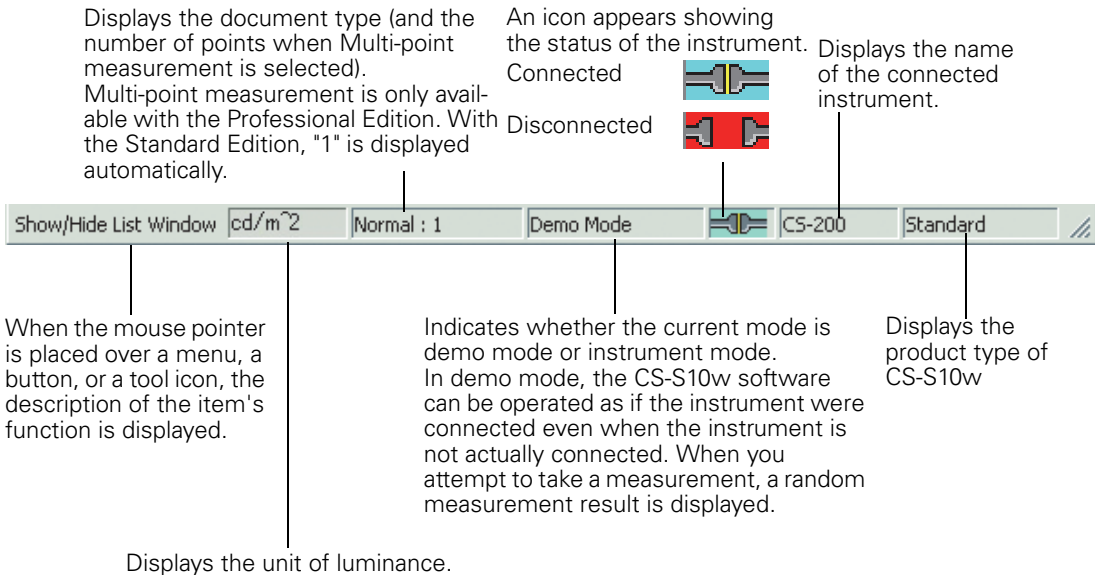 Displays the document type (and the
number of points when Multi-point
measurement is selected).
Multi-point measurement is only avail-
able with the Professional Edition. With
the Standard Edition, "1" is displayed
automatically.
An icon appears showing
the status of the instrument.
Connected
Disconnected
Displays the name
of the connected
instrument.
Show/Hide List Window
cd/m^2
Normal : 1
Demo Mode
CS-200
Standard
When the mouse pointer
is placed over a menu, a
button, or a tool icon, the
description of the item's
function is displayed.
Indicates whether the current mode is
demo mode or instrument mode.
In demo mode, the CS-S10w software
can be operated as if the instrument were
connected even when the instrument is
not actually connected. When you
attempt to take a measurement, a random
measurement result is displayed.
Displays the
product type of
CS-S10w
Displays the unit of luminance.